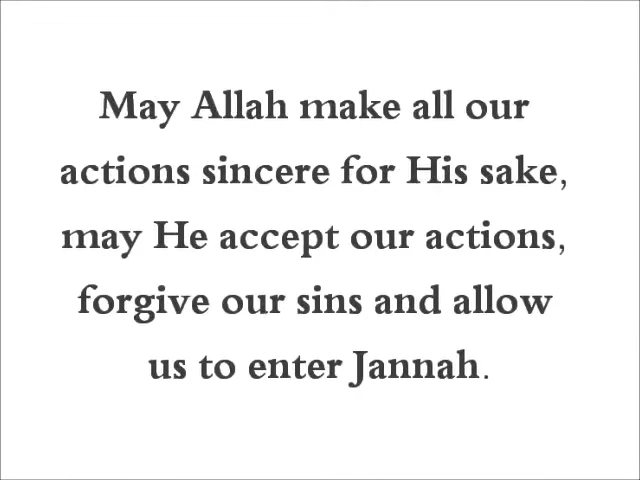 May Allah make all our
actions sincere for His sake,
may He accept our actions,
forgive our sins and allow
us to enter Jannah.